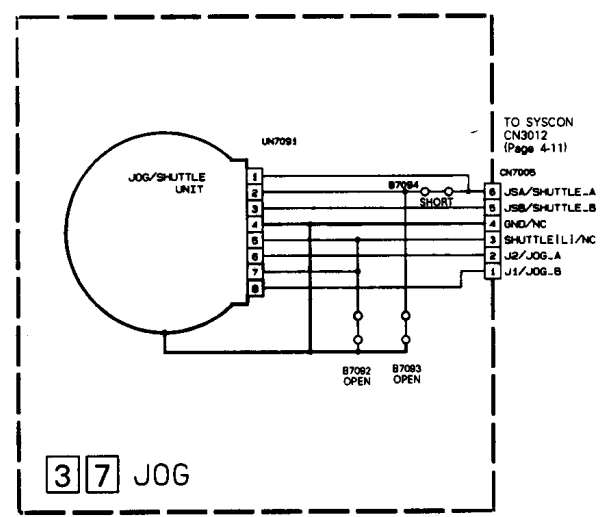 TO SYSCON
CN3012
(Page 4-11)
UN7091
CN7005
JOG/SHUTTLE
UNIT
1
2
3
4
5
6
7
8
B7094
SHORT
6 JSA/SHUTTLE_A
5 JSB/SHUTTLE_B
4 GND/NC
3 SHUTTLE[L]/NC
2 J2/JOG_A
1 J1/JOG_B
B7092
OPEN
B7093
OPEN
3 7 JOG